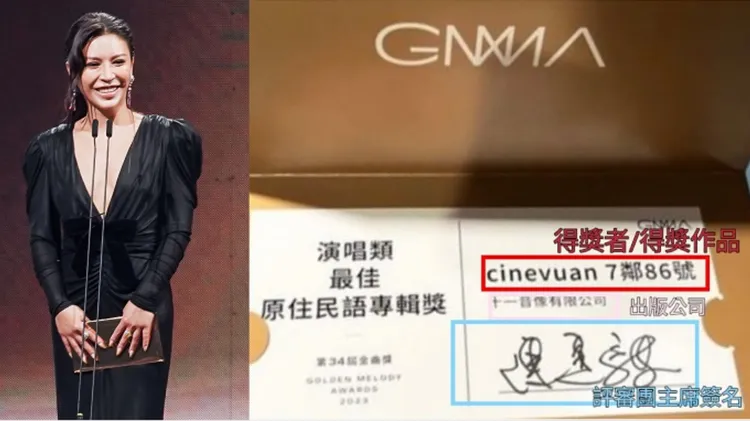 GMA
演唱類
最佳
原住民語專輯獎
第34屆金曲獎
GOLDEN MELODY
AWARDS
2023
GMA
得獎者/得獎作品
cinevuan 7鄰86號
十一音像有限公司
出版公司
評審團主席簽名